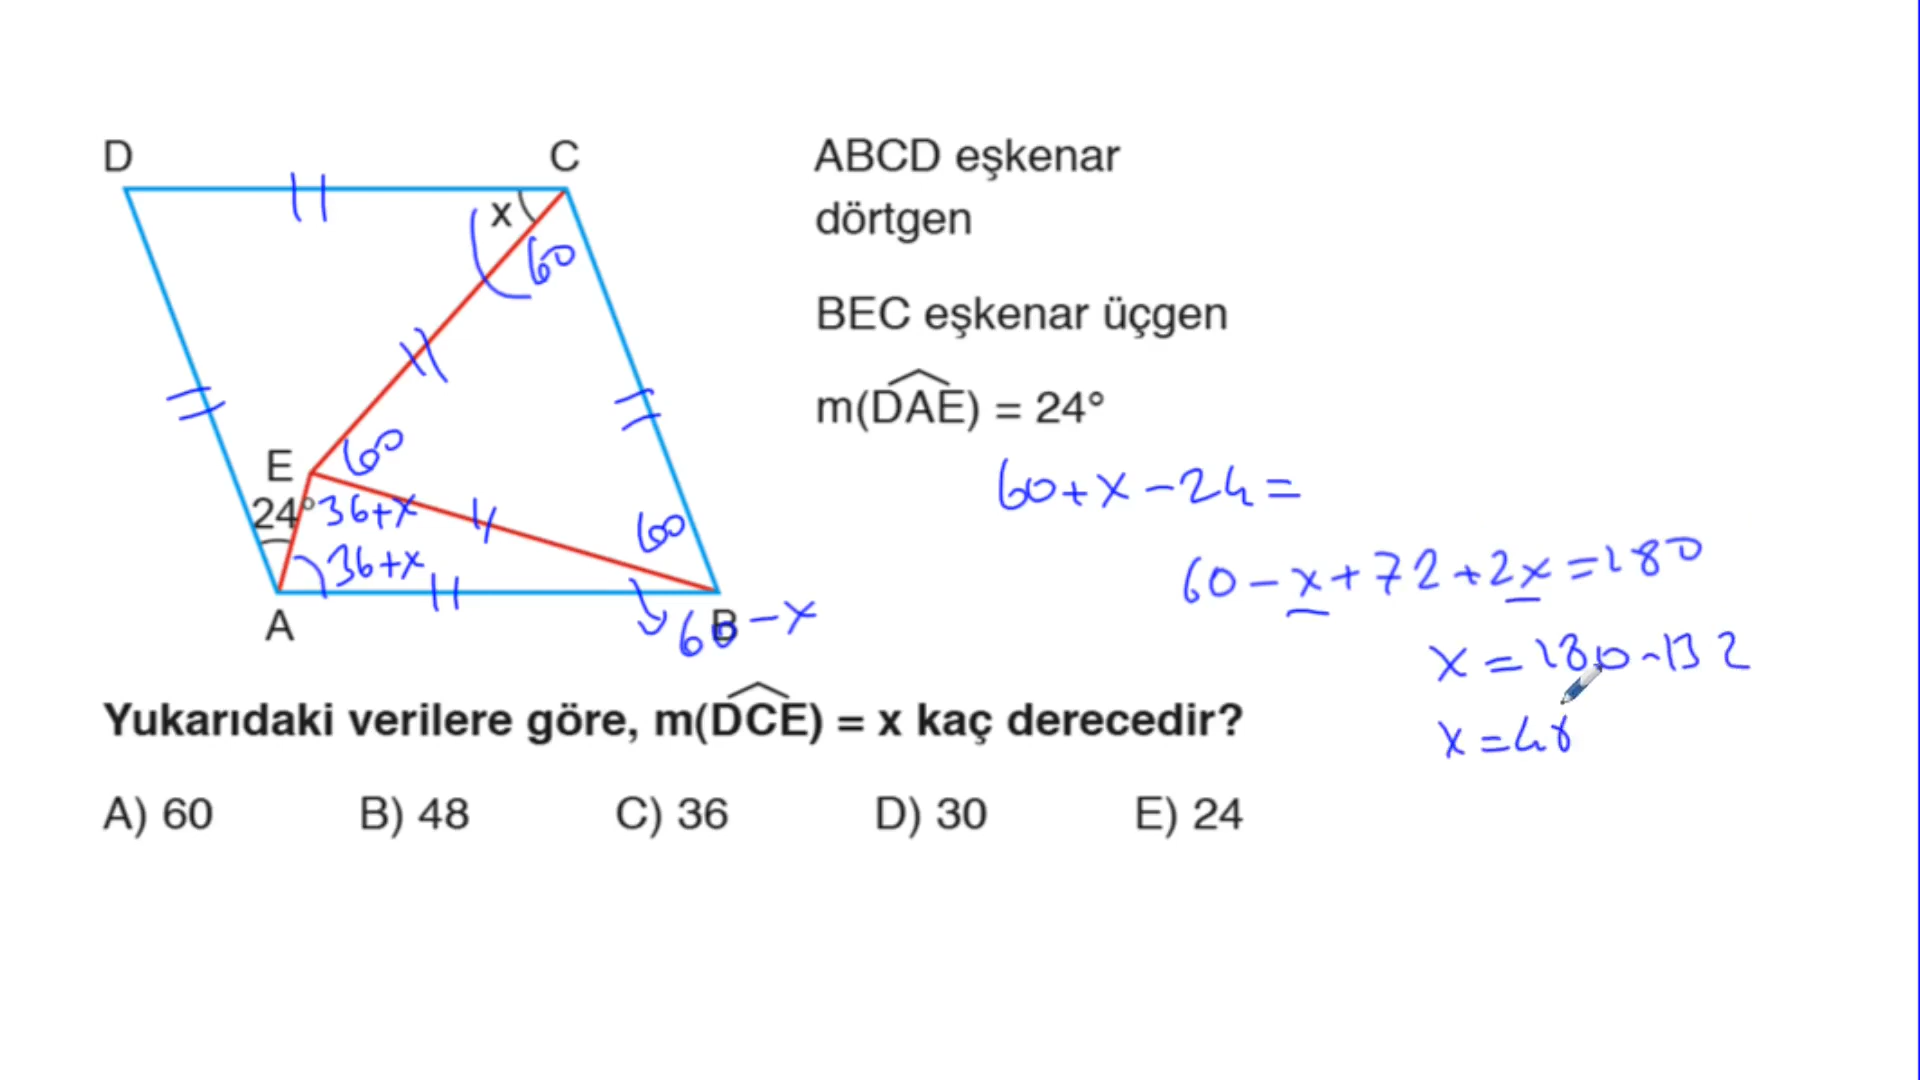 D C
x
60
E 60
24° 36+x
60
36+x
A B
60-x
ABCD eşkenar
dörtgen
BEC eşkenar üçgen
m(DAE) = 24°
60+x-24=
60-x+72+2x=180
x=180-132
x=48
Yukarıdaki verilere göre, m(DCE) = x kaç derecedir?
A) 60 B) 48 C) 36 D) 30 E) 24